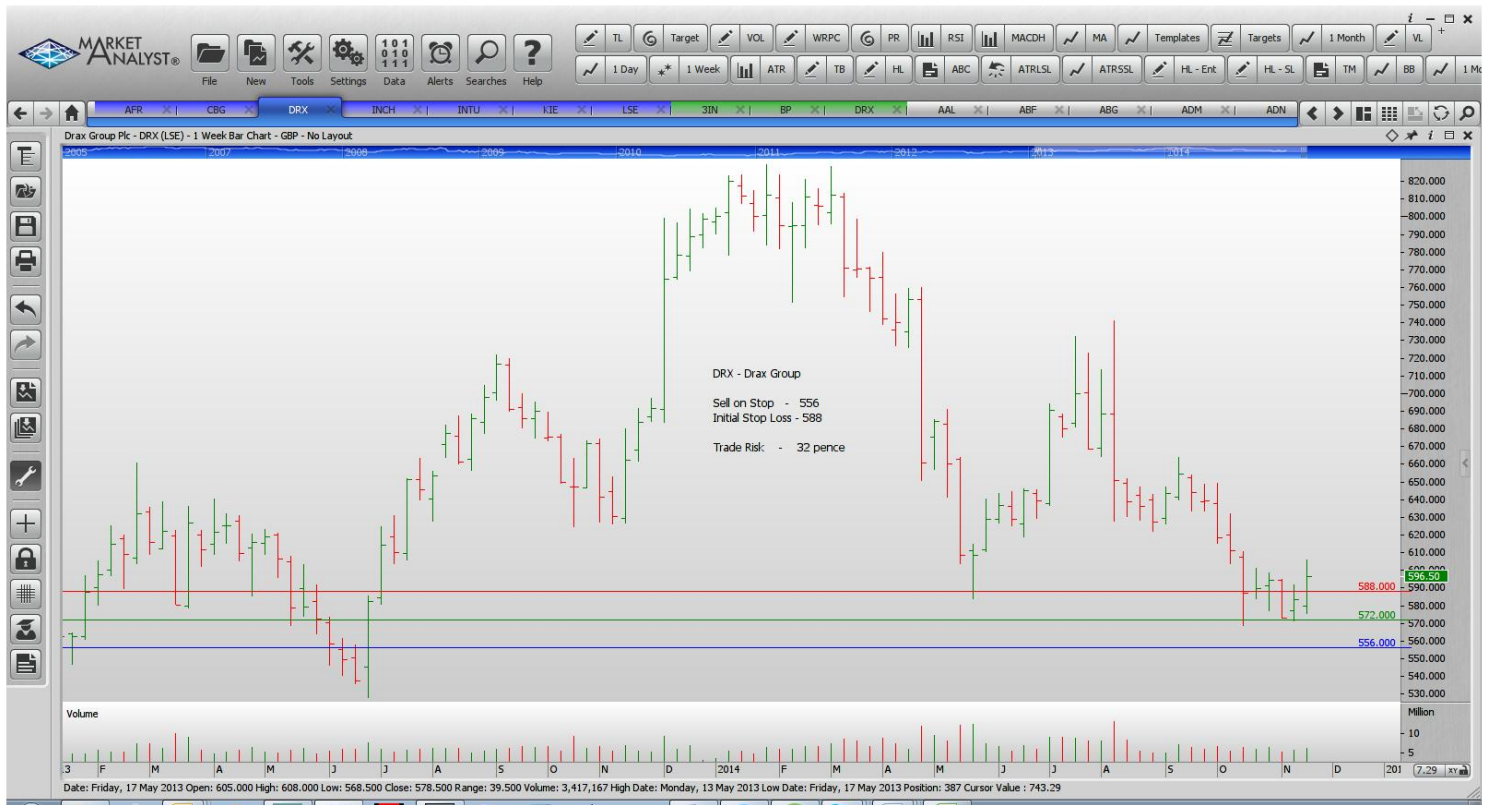 i
MARKET ANALYST®
File New Tools Settings Data Alerts Searches Help
TL Target VOL WRPC PR RSI MACDH MA Templates Targets 1 Month VL +
1 Day 1 Week ATR TB HL ABC ATRLSL ATRSSL HL - Ent HL - SL TM BB
AFR CBG DRX INCH INTU KIE LSE 3IN BP DRX AAL ABF ABG ADM ADN
Drax Group Plc - DRX (LSE) - 1 Week Bar Chart - GBP - No Layout
2005 2007 2008 2009 2010 2011 2012 2013 2014
820.000
810.000
800.000
790.000
780.000
770.000
760.000
750.000
740.000
730.000
720.000
710.000
700.000
690.000
680.000
670.000
660.000
650.000
640.000
630.000
620.000
610.000
596.50
590.000
580.000
570.000
560.000
550.000
540.000
530.000
DRX - Drax Group
Sell on Stop - 556
Initial Stop Loss - 588
Trade Risk - 32 pence
588.000
572.000
556.000
Volume
Million
10
5
F M A M J J A S O N D 2014 F M A M J J A S O N D 201
7.29 XY
Date: Friday, 17 May 2013 Open: 605.000 High: 608.000 Low: 568.500 Close: 578.500 Range: 39.500 Volume: 3,417,167 High Date: Monday, 13 May 2013 Low Date: Friday, 17 May 2013 Position: 387 Cursor Value : 743.29